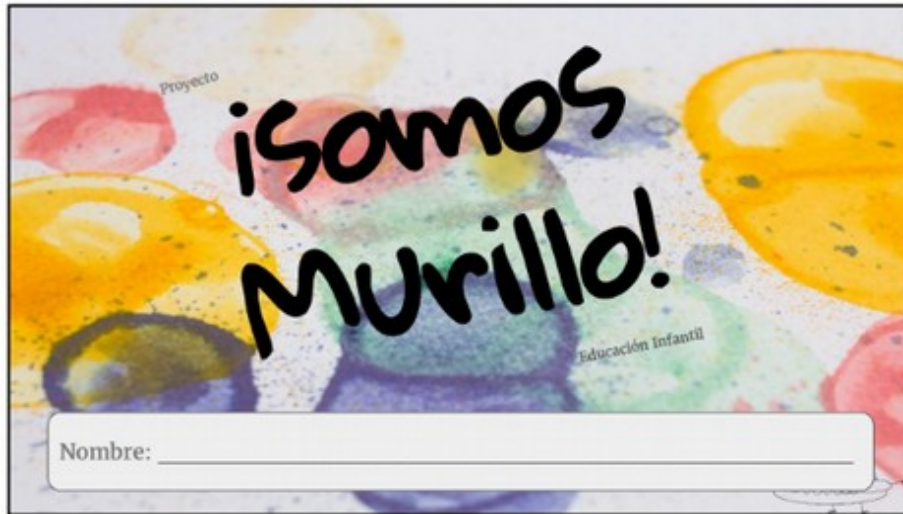 Proyecto
¡Somos
Murillo!
Educación Infantil
Nombre: